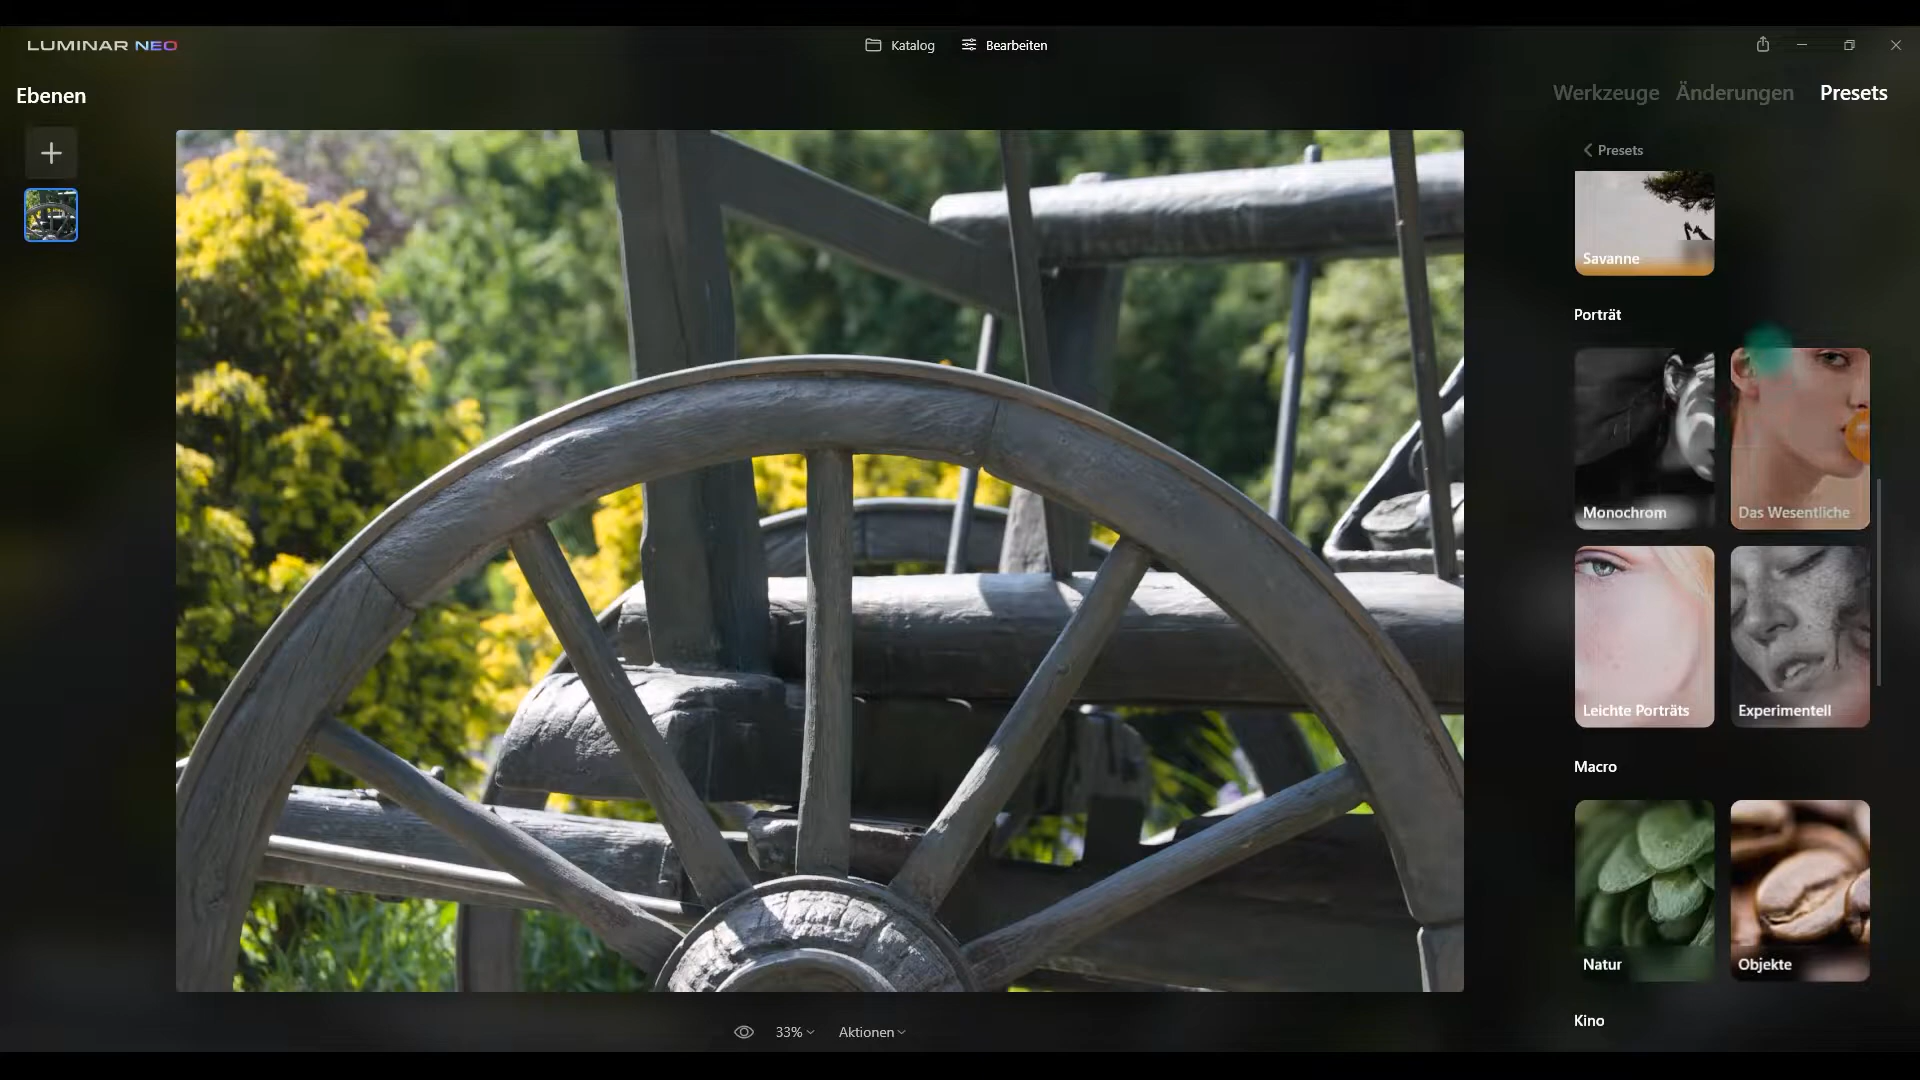 LUMINAR NEO
Katalog
Bearbeiten
Ebenen
Werkzeuge
Änderungen
Presets
Presets
Savanne
Porträt
Monochrom
Das Wesentliche
Leichte Porträts
Experimentell
Macro
Natur
Objekte
Kino
33%
Aktionen